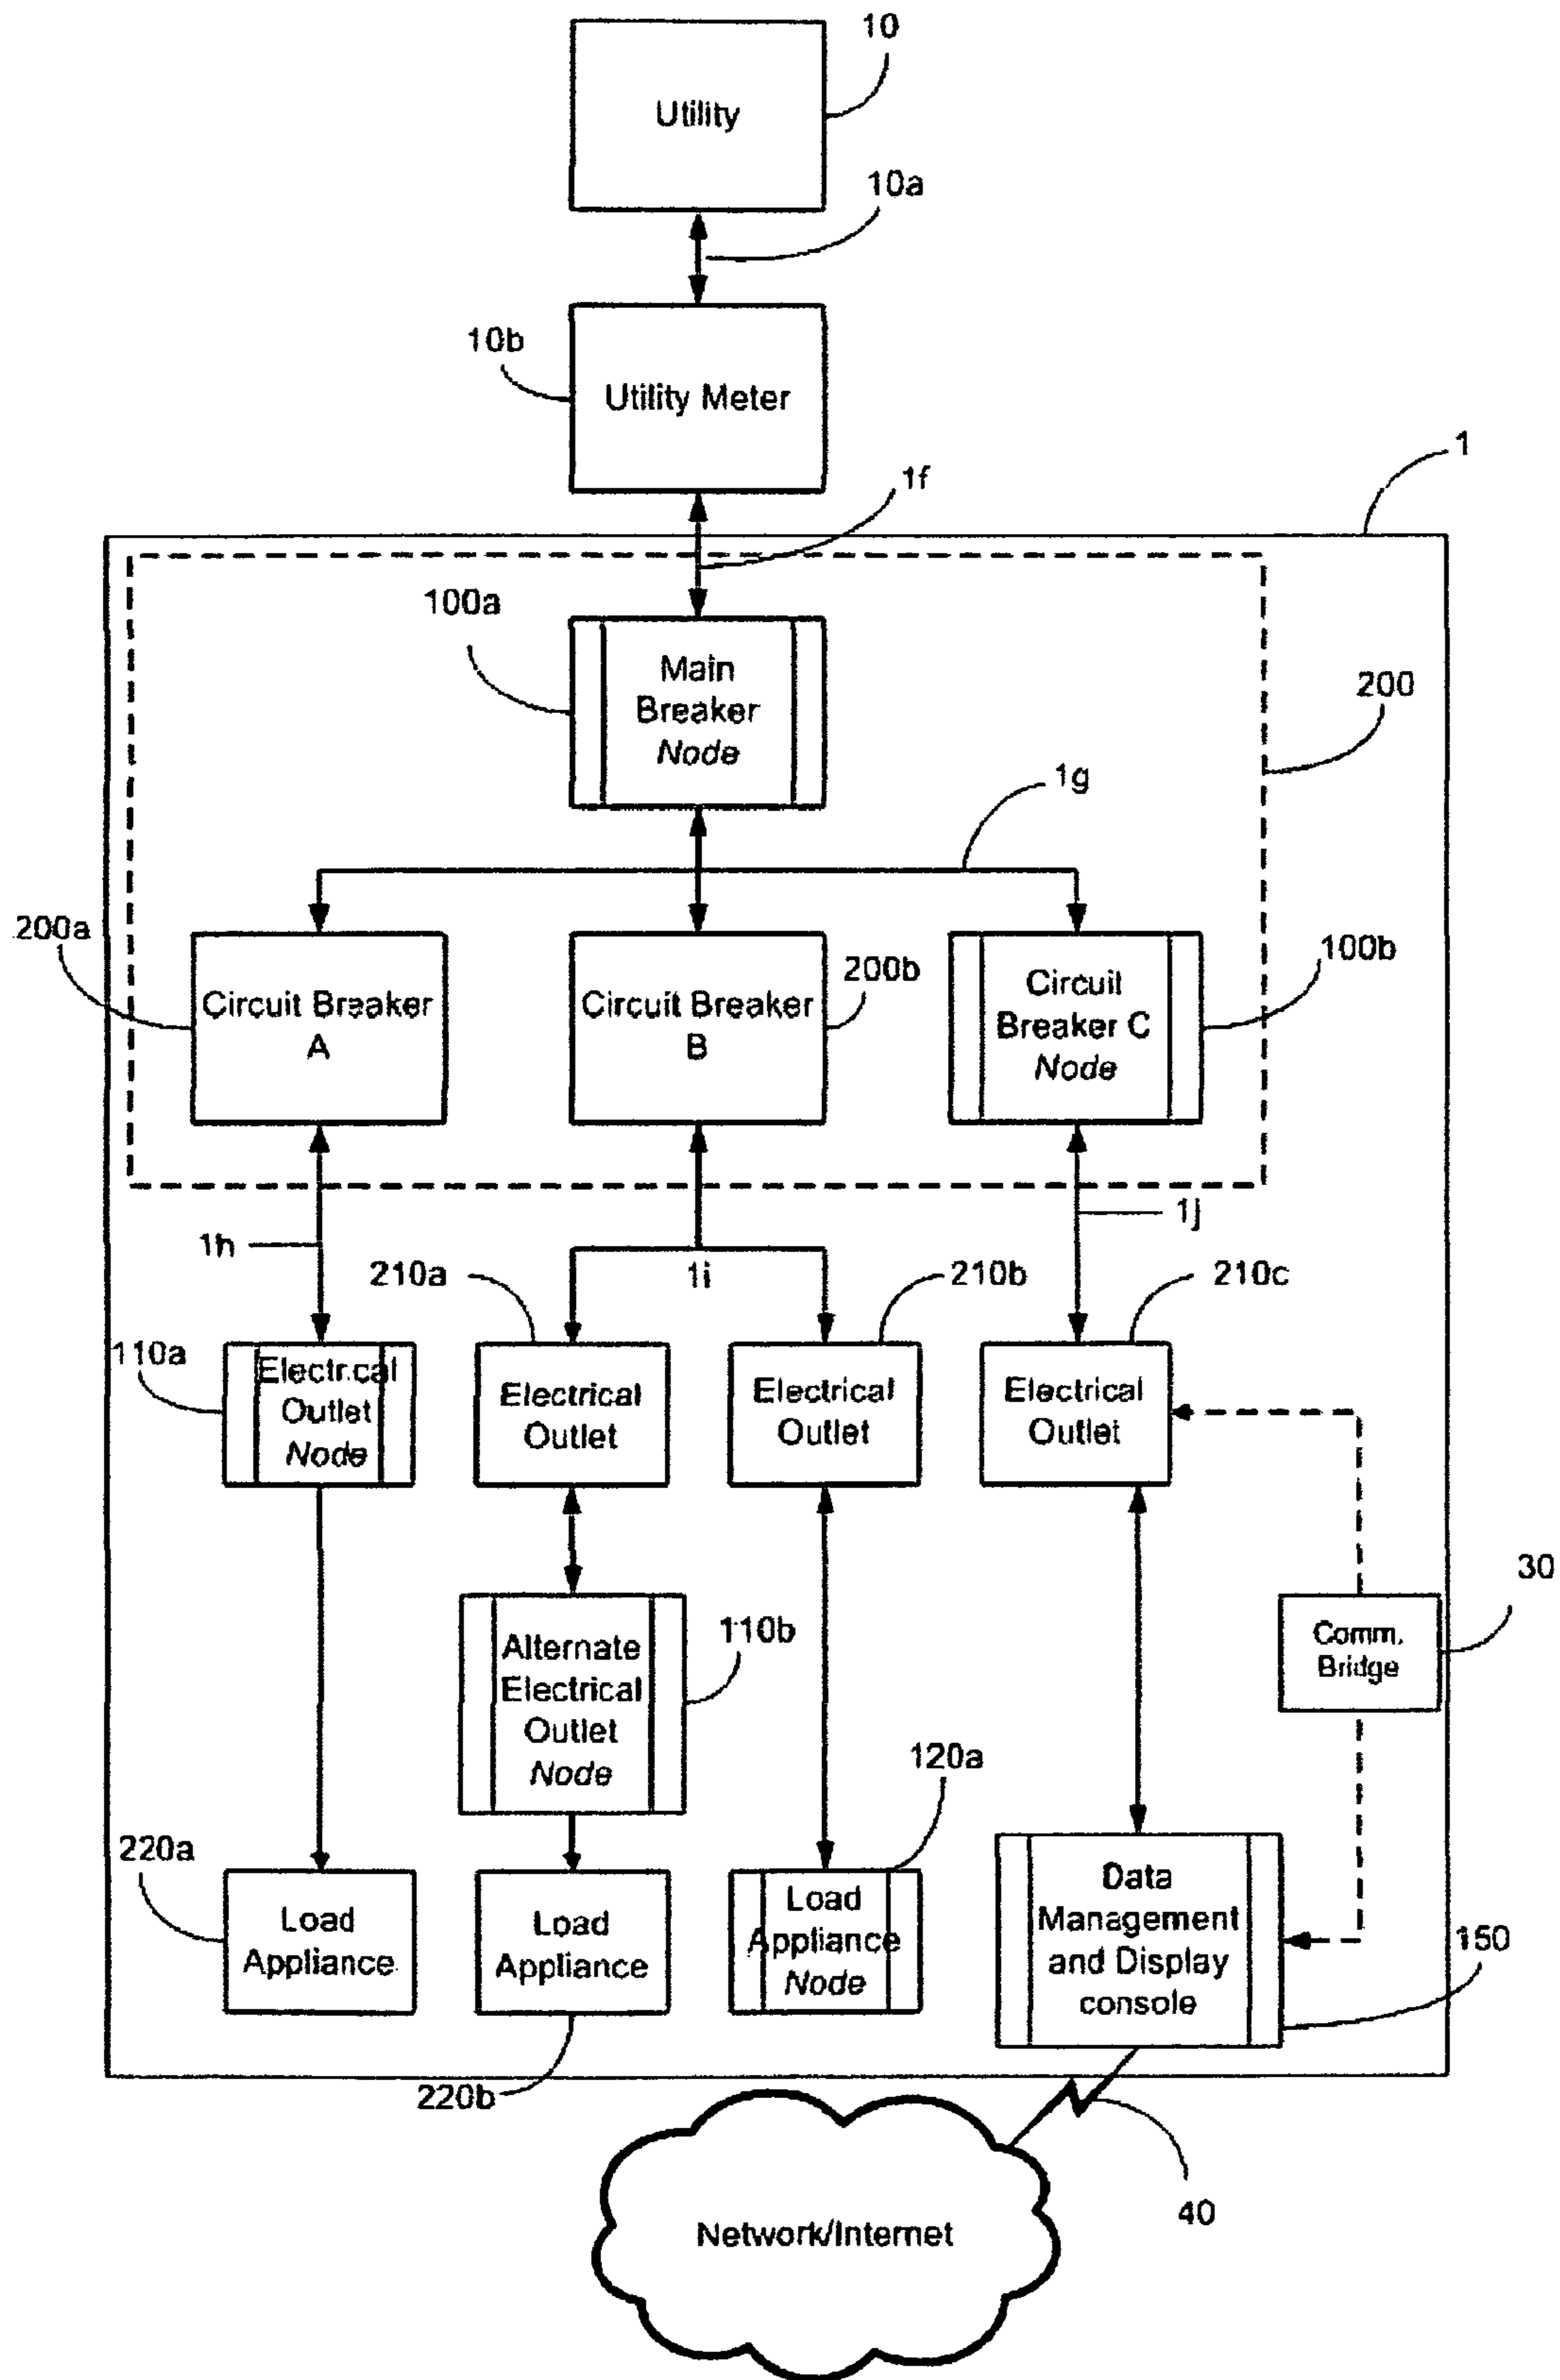 10
Utility
10a
10b
Utility Meter
1
1f
100a
Main
Breaker
Node
200
1g
200a
Circuit Breaker
A
Circuit Breaker
B
200b
Circuit
Breaker C
Node
100b
1h
1i
1j
210a
210b
210c
110a
Electrical
Outlet
Node
Electrical
Outlet
Electrical
Outlet
Electrical
Outlet
30
Comm.
Bridge
Alternate
Electrical
Outlet
Node
110b
120a
220a
Load
Appliance
Load
Appliance
Load
Appliance
Node
Data
Management
and Display
console
150
220b
40
Network/Internet